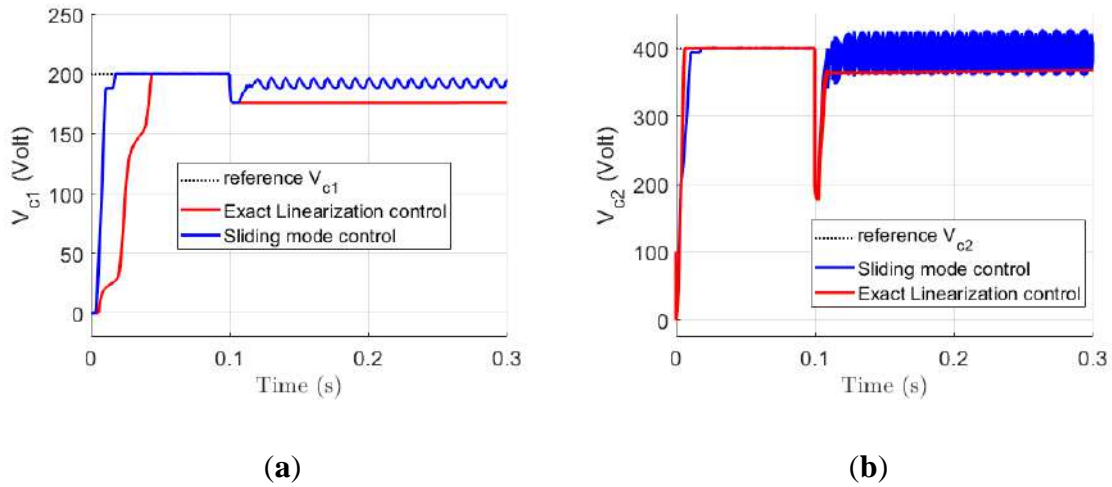 250
200
150
100
50
0
V_c1 (Volt)
reference V_c1
Exact Linearization control
Sliding mode control
0
0.1
0.2
0.3
Time (s)
(a)
400
300
200
100
0
V_c2 (Volt)
reference V_c2
Sliding mode control
Exact Linearization control
0
0.1
0.2
0.3
Time (s)
(b)